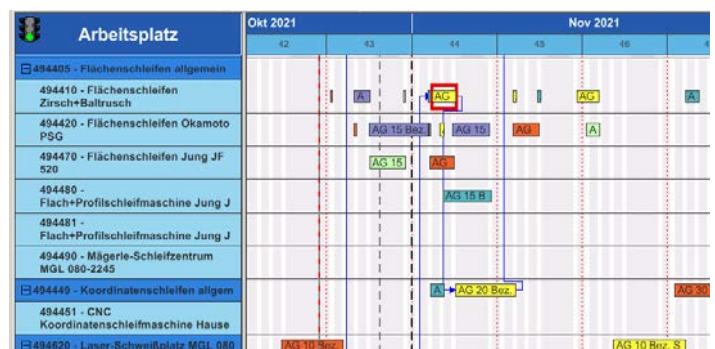 Arbeitsplatz
Okt 2021
Nov 2021
42
43
44
45
46
494405 - Flächenschleifen allgemein
494410 - Flächenschleifen
Zirsch+Baltrusch
A
AG
AG
A
494420 - Flächenschleifen Okamoto
PSG
AG 15 Bez.
AG 15
AG
A
494470 - Flächenschleifen Jung JF
520
AG 15
AG
494480 -
Flach+Profilschleifmaschine Jung J
AG 15 B
494481 -
Flach+Profilschleifmaschine Jung J
494490 - Mägerle-Schleifzentrum
MGL 080-2245
494449 - Koordinatenschleifen allgem
A
AG 20 Bez.
AG 30
494451 - CNC
Koordinatenschleifmaschine Hause
494620 - Laser-Schweißplatz MGL 080
AG 10 Bez.
AG 10 Bez. S